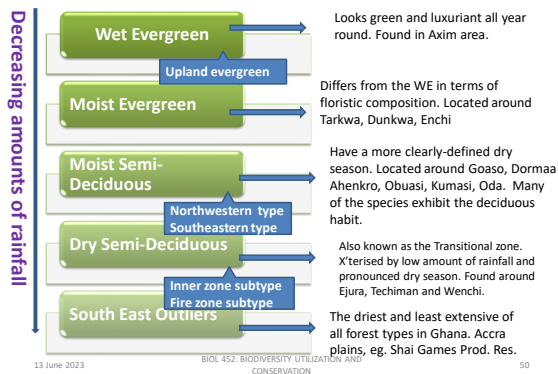 Decreasing amounts of rainfall
Wet Evergreen
Looks green and luxuriant all year
round. Found in Axim area.
Upland evergreen
Moist Evergreen
Differs from the WE in terms of
floristic composition. Located around
Tarkwa, Dunkwa, Enchi
Moist Semi-
Deciduous
Have a more clearly-defined dry
season. Located around Goaso, Dormaa
Ahenkro, Obuasi, Kumasi, Oda. Many
of the species exhibit the deciduous
habit.
Northwestern type
Southeastern type
Dry Semi-Deciduous
Also known as the Transitional zone.
X'terised by low amount of rainfall and
pronounced dry season. Found around
Ejura, Techiman and Wenchi.
Inner zone subtype
Fire zone subtype
South East Outliers
The driest and least extensive of
all forest types in Ghana. Accra
plains, eg. Shai Games Prod. Res.
13 June 2023
BIOL 452: BIODIVERSITY UTILIZATION AND
CONSERVATION
50